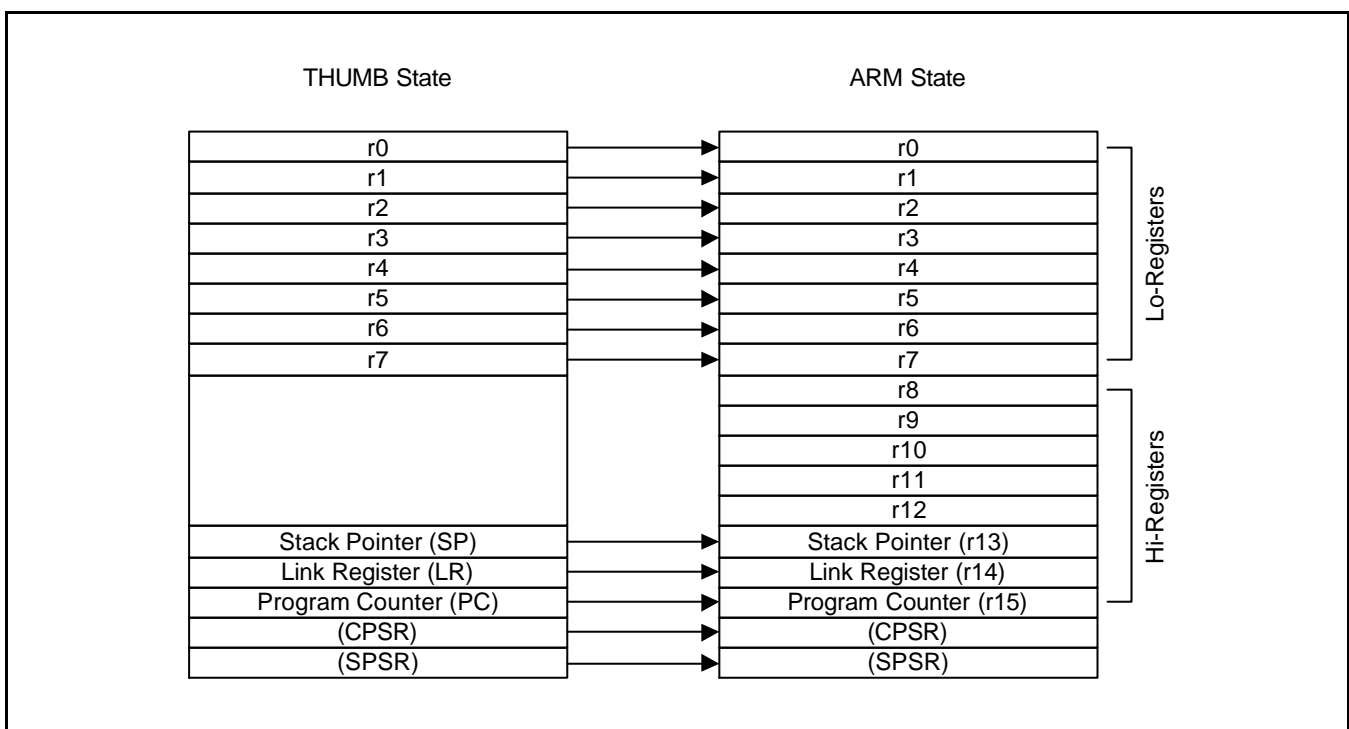 THUMB State
ARM State
r0
r0
r1
r1
r2
r2
r3
r3
r4
r4
r5
r5
r6
r6
r7
r7
Lo-Registers
r8
r9
r10
r11
r12
Stack Pointer (SP)
Stack Pointer (r13)
Link Register (LR)
Link Register (r14)
Program Counter (PC)
Program Counter (r15)
Hi-Registers
(CPSR)
(CPSR)
(SPSR)
(SPSR)